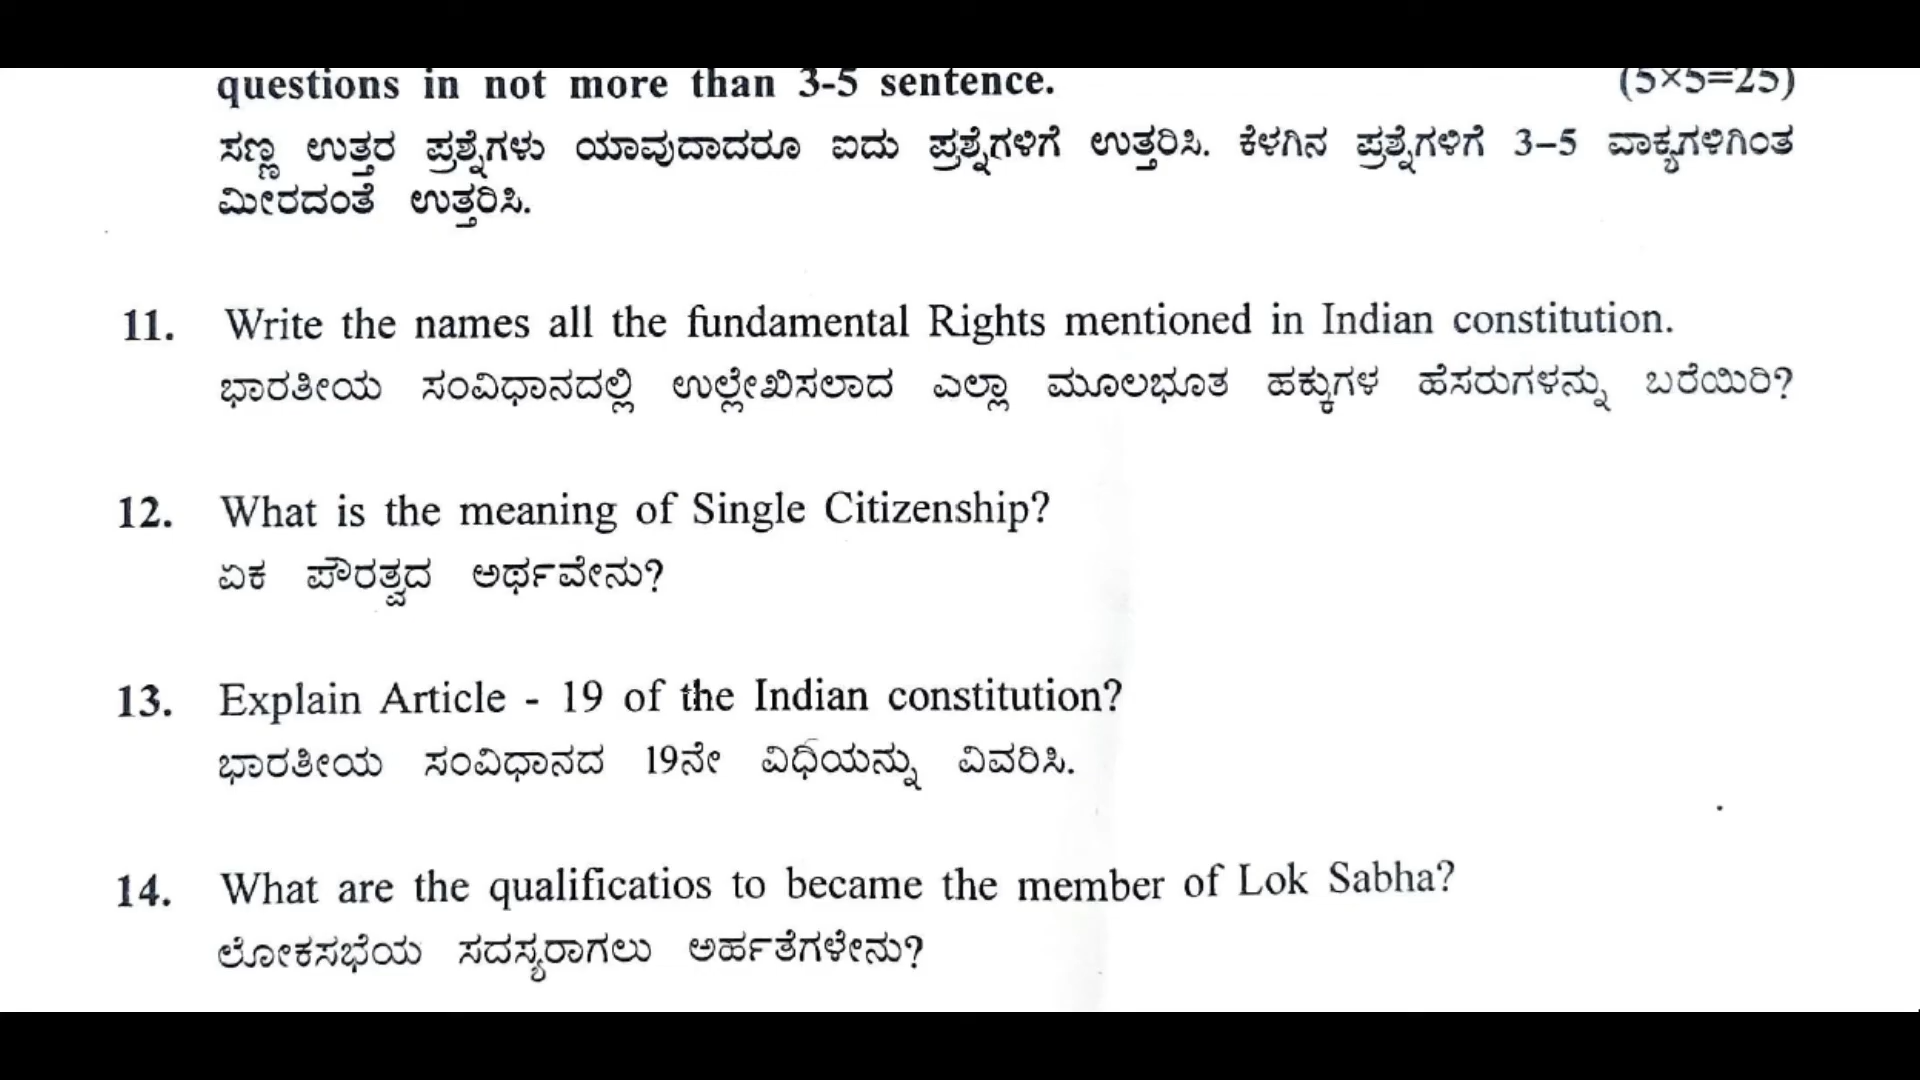 questions in not more than 3-5 sentence. (5×5=25)
ಸಣ್ಣ ಉತ್ತರ ಪ್ರಶ್ನೆಗಳು ಯಾವುದಾದರೂ ಐದು ಪ್ರಶ್ನೆಗಳಿಗೆ ಉತ್ತರಿಸಿ. ಕೆಳಗಿನ ಪ್ರಶ್ನೆಗಳಿಗೆ 3–5 ವಾಕ್ಯಗಳಿಗಿಂತ
ಮೀರದಂತೆ ಉತ್ತರಿಸಿ.
11. Write the names all the fundamental Rights mentioned in Indian constitution.
ಭಾರತೀಯ ಸಂವಿಧಾನದಲ್ಲಿ ಉಲ್ಲೇಖಿಸಲಾದ ಎಲ್ಲಾ ಮೂಲಭೂತ ಹಕ್ಕುಗಳ ಹೆಸರುಗಳನ್ನು ಬರೆಯಿರಿ?
12. What is the meaning of Single Citizenship?
ಏಕ ಪೌರತ್ವದ ಅರ್ಥವೇನು?
13. Explain Article - 19 of the Indian constitution?
ಭಾರತೀಯ ಸಂವಿಧಾನದ 19ನೇ ವಿಧಿಯನ್ನು ವಿವರಿಸಿ.
14. What are the qualificatios to became the member of Lok Sabha?
ಲೋಕಸಭೆಯ ಸದಸ್ಯರಾಗಲು ಅರ್ಹತೆಗಳೇನು?